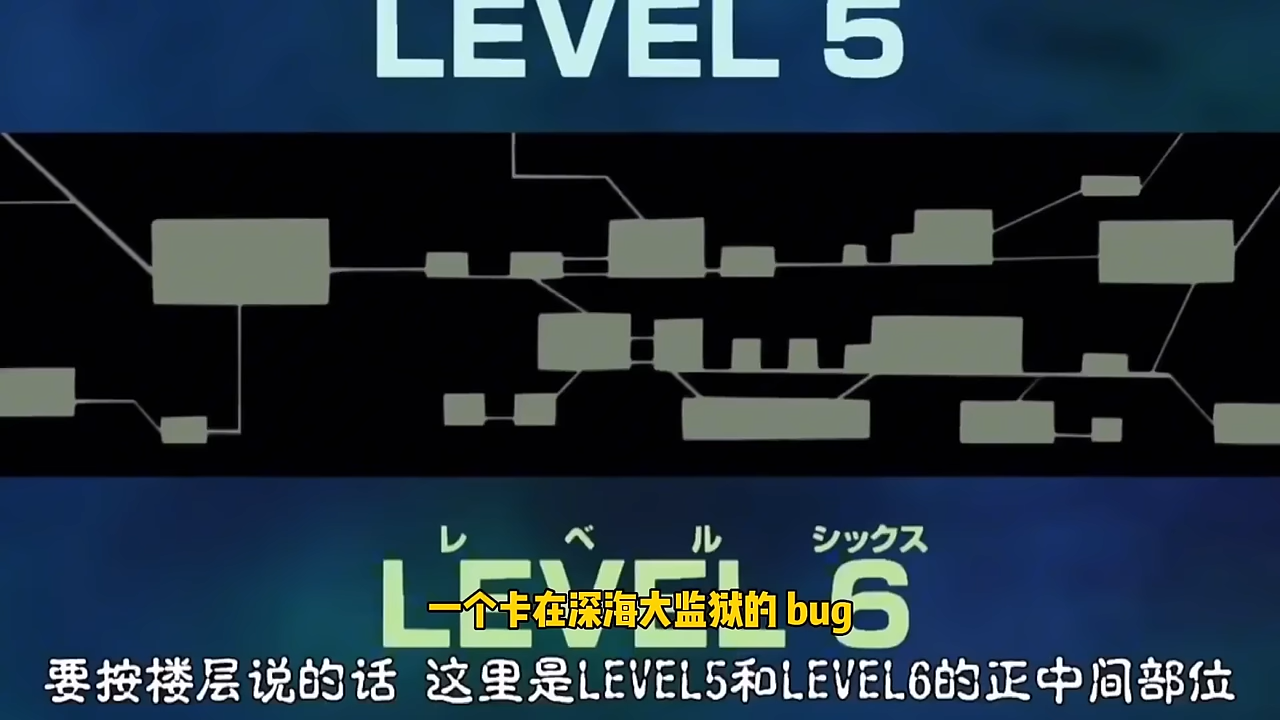 LEVEL 5
レベル シックス
LEVEL 6
一个卡在深海大监狱的 bug
要按楼层说的话 这里是LEVEL5和LEVEL6的正中间部位